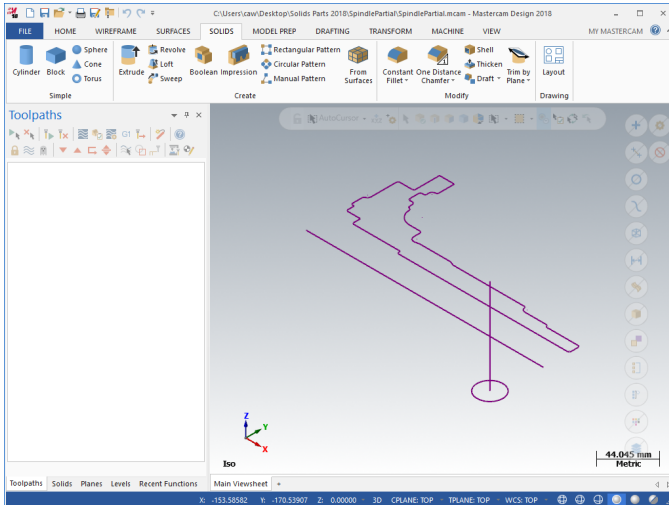 C:\Users\caw\Desktop\Solids Parts 2018\SpindlePartial\SpindlePartial.mcam - Mastercam Design 2018
FILE HOME WIREFRAME SURFACES SOLIDS MODEL PREP DRAFTING TRANSFORM MACHINE VIEW MY MASTERCAM
Sphere Revolve Rectangular Pattern Shell
Cone Loft Circular Pattern Thicken
Cylinder Block Torus Extrude Sweep Boolean Impression Manual Pattern From Surfaces Constant Fillet One Distance Chamfer Draft Trim by Plane Layout
Simple Create Modify Drawing
Toolpaths
AutoCursor
G1
Z
Y
X
Iso
44.045 mm
Metric
Toolpaths Solids Planes Levels Recent Functions Main Viewsheet +
X: -153.58582 Y: -170.53907 Z: 0.00000 3D CPLANE: TOP TPLANE: TOP WCS: TOP